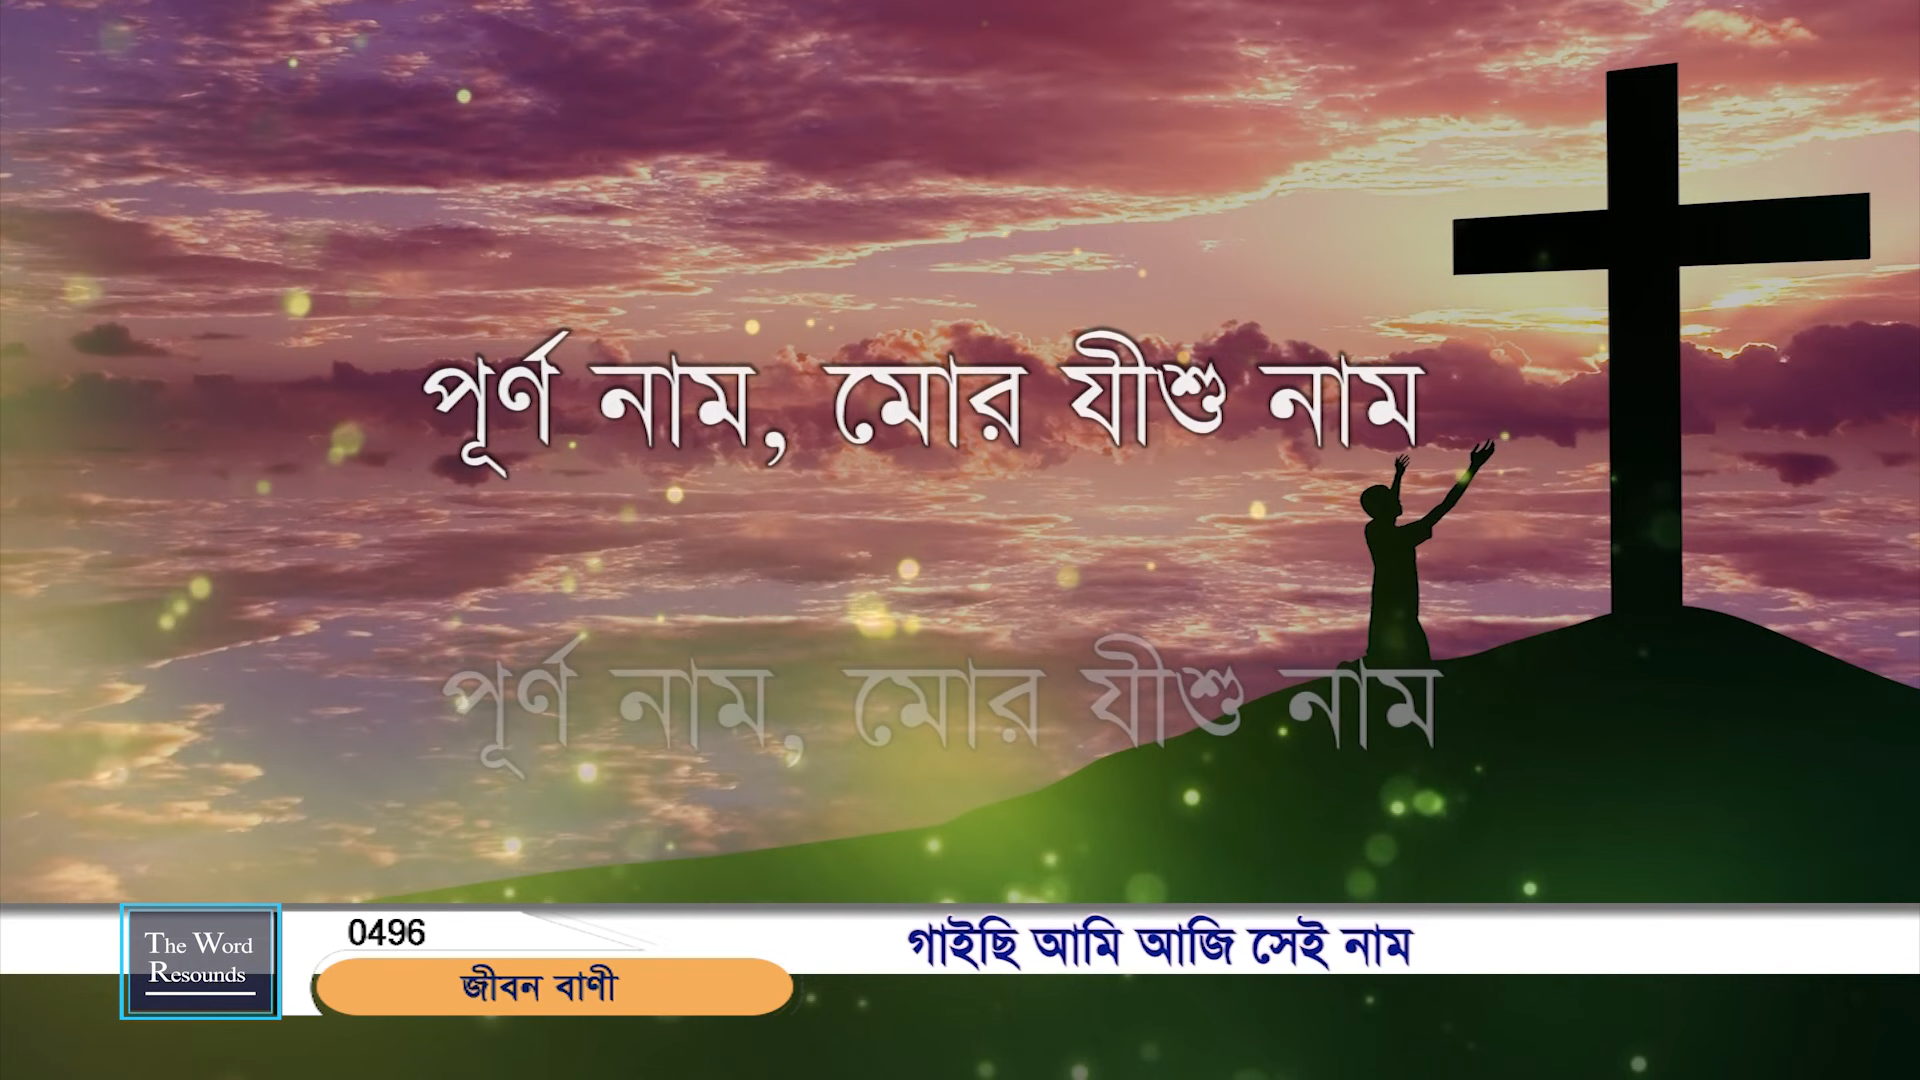 পূর্ণ নাম, মোর যীশু নাম
পূর্ণ নাম, মোর যীশু নাম
The Word
Resounds
0496
জীবন বাণী
গাইছি আমি আজি সেই নাম